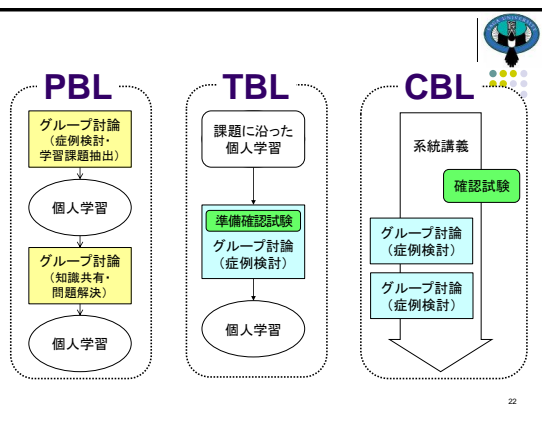 PBL
グループ討論
（症例検討・
学習課題抽出）
個人学習
グループ討論
（知識共有・
問題解決）
個人学習
TBL
課題に沿った
個人学習
準備確認試験
グループ討論
（症例検討）
個人学習
CBL
系統講義
確認試験
グループ討論
（症例検討）
グループ討論
（症例検討）
22